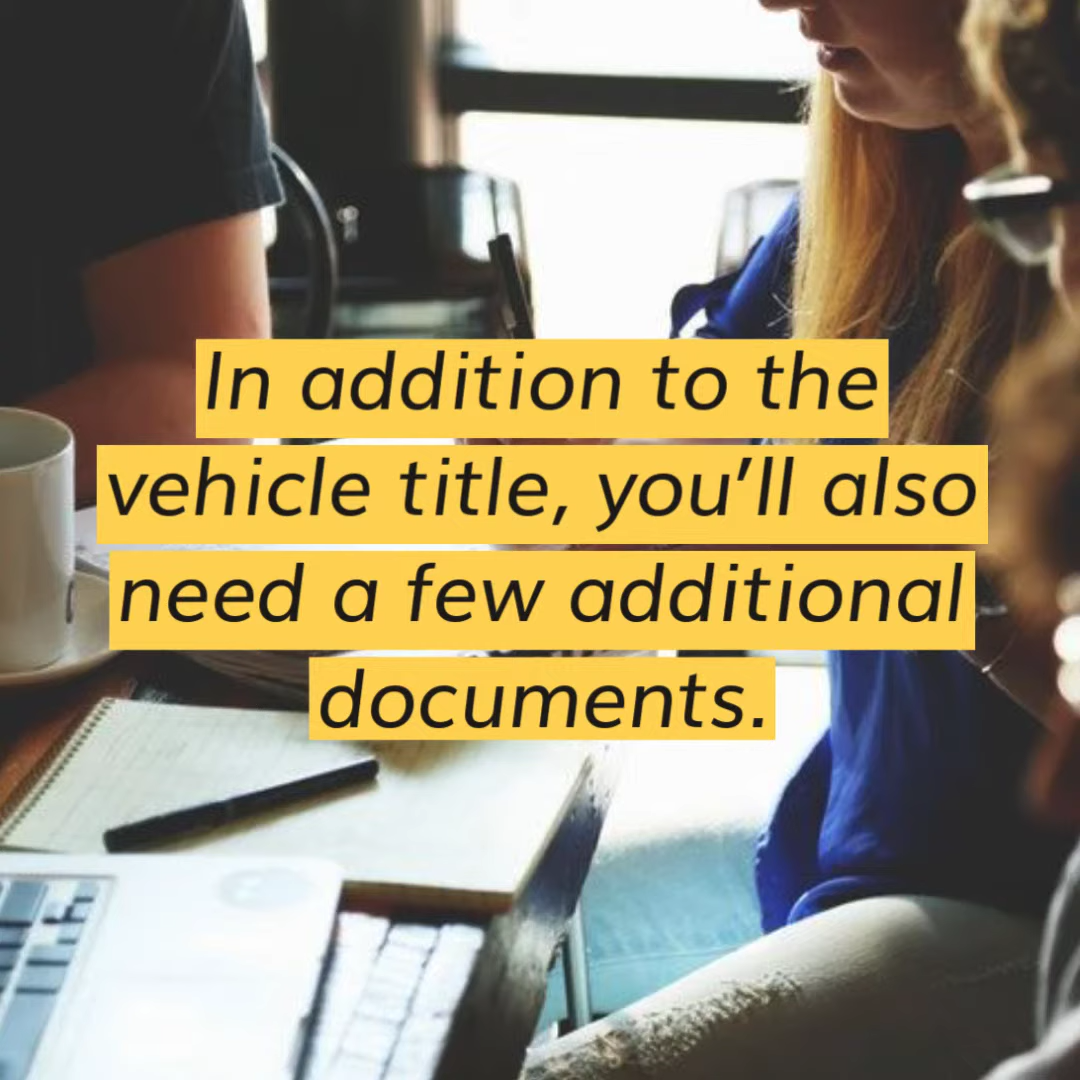 In addition to the
vehicle title, you’ll also
need a few additional
documents.